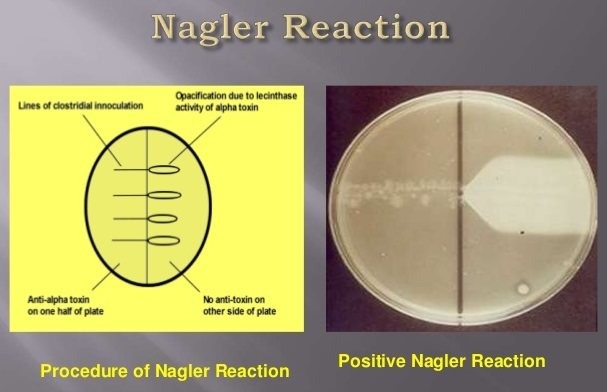 Nagler Reaction
Lines of clostridial innoculation
Opacification due to lecinthase
activity of alpha toxin
Anti-alpha toxin
on one half of plate
No anti-toxin on
other side of plate
Procedure of Nagler Reaction
Positive Nagler Reaction